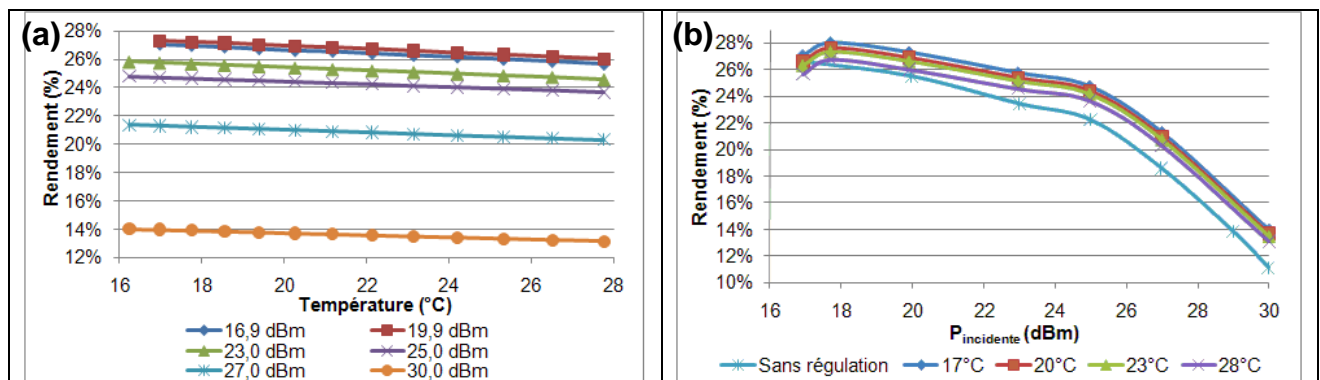 (a)
28%
26%
24%
22%
20%
18%
16%
14%
12%
Rendement (%)
16 18 20 22 24 26 28
Température (°C)
16,9 dBm 19,9 dBm
23,0 dBm 25,0 dBm
27,0 dBm 30,0 dBm
(b)
28%
26%
24%
22%
20%
18%
16%
14%
12%
10%
Rendement (%)
16 18 20 22 24 26 28 30
Pincidente (dBm)
Sans régulation 17°C 20°C 23°C 28°C